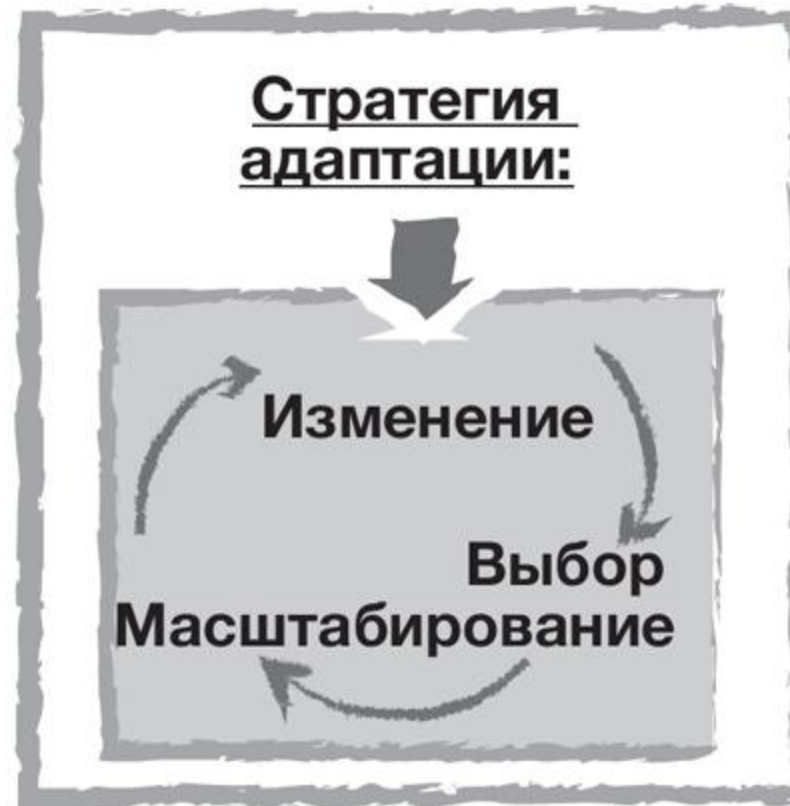 Стратегия
адаптации:
Изменение
Выбор
Масштабирование